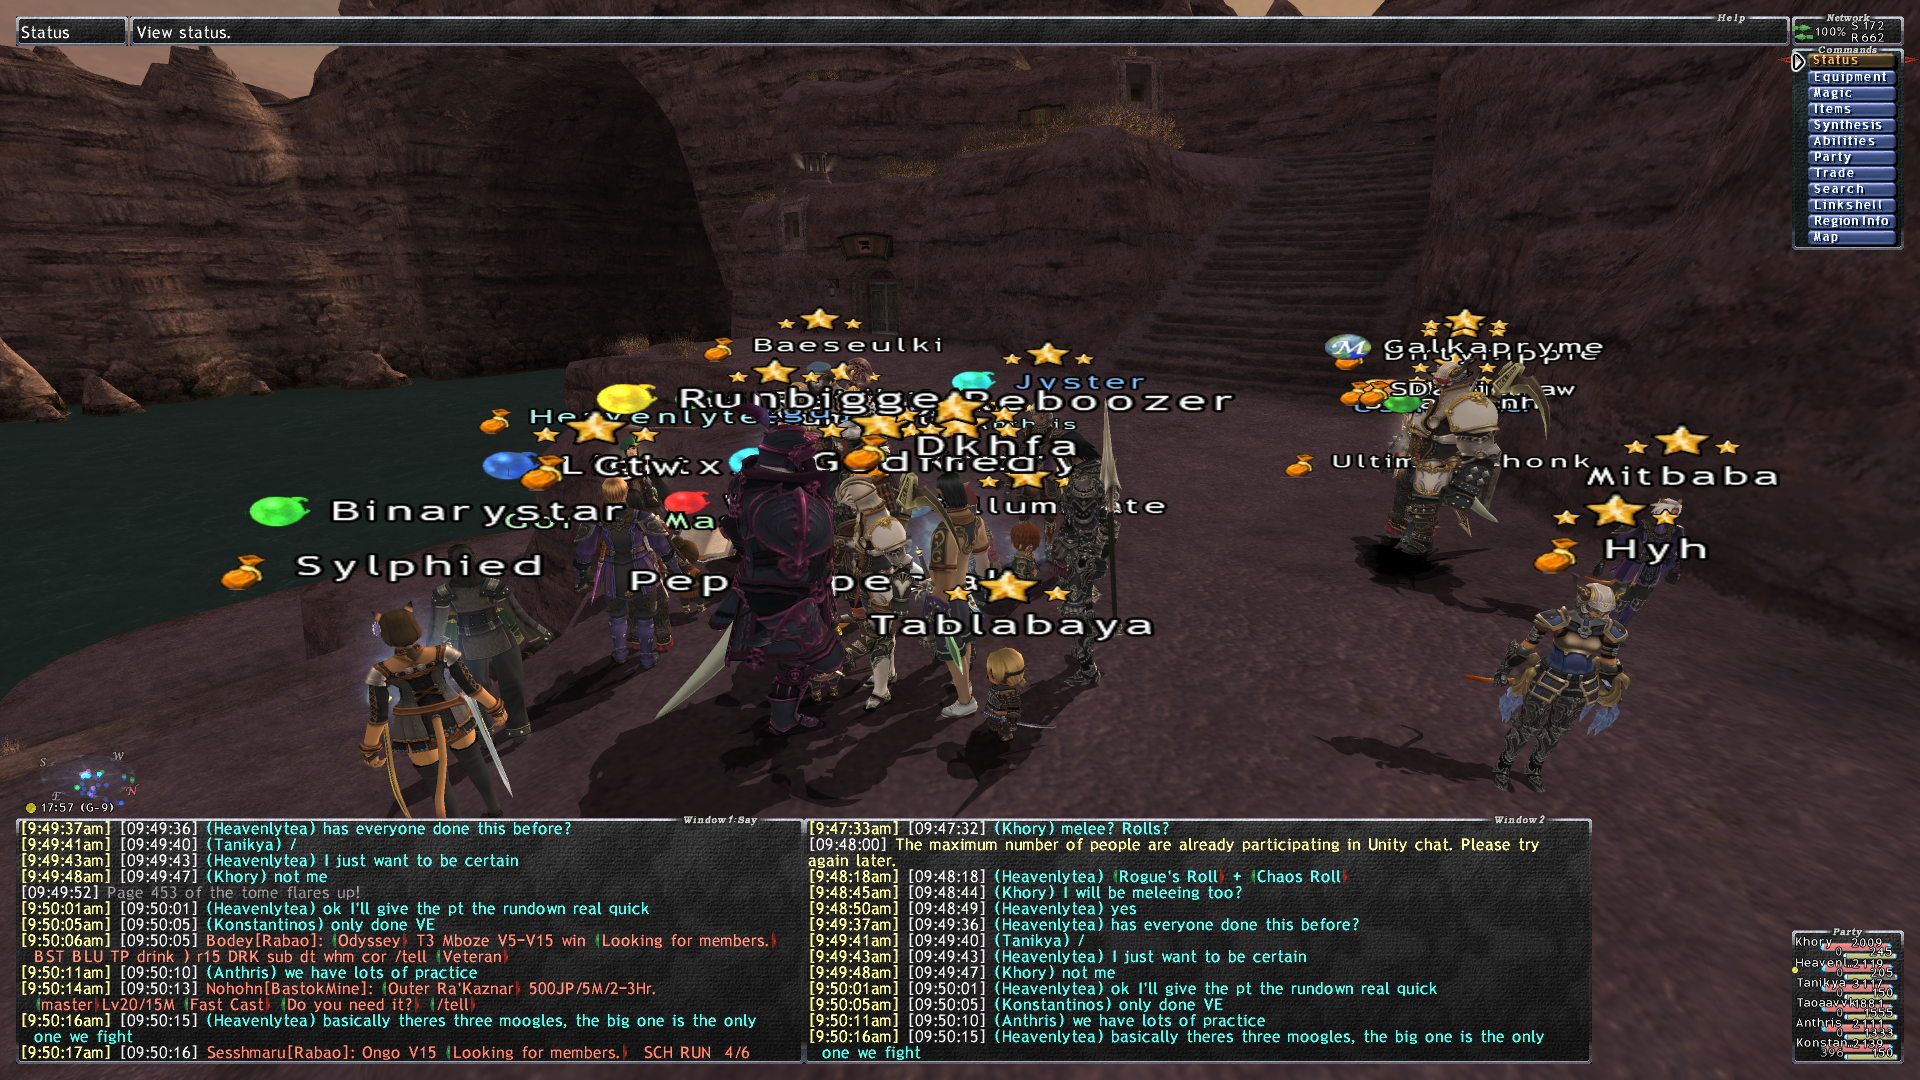 Status
View status.
Help
Network
100%
S 172
R 662
Commands
Status
Equipment
Magic
Items
Synthesis
Abilities
Party
Trade
Search
Linkshell
Region Info
Map
Baeseulki
Jyster
Runbigge
Reboozer
Heavenlytea
Dkhfa
Binarystar
Sylphied
Tablabaya
Galkapryme
Mitbaba
Hyh
S
W
N
17:57 (G-9)
Window 1: Say
[9:49:37am] [09:49:36] (Heavenlytea) has everyone done this before?
[9:49:41am] [09:49:40] (Tanikya) /
[9:49:43am] [09:49:43] (Heavenlytea) I just want to be certain
[9:49:48am] [09:49:47] (Khory) not me
[09:49:52] Page 453 of the tome flares up!
[9:50:01am] [09:50:01] (Heavenlytea) ok I'll give the pt the rundown real quick
[9:50:05am] [09:50:05] (Konstantinos) only done VE
[9:50:06am] [09:50:05] Bodey[Rabao]: (Odyssey) T3 Mboze V5-V15 win (Looking for members.)
BST BLU TP drink ) r15 DRK sub dt whm cor /tell (Veteran)
[9:50:11am] [09:50:10] (Anthris) we have lots of practice
[9:50:14am] [09:50:13] Nohohn[BastokMine]: (Outer Ra'Kaznar) 500JP/5M/2-3Hr.
(master)Lv20/15M (Fast Cast) (Do you need it?) (/tell)
[9:50:16am] [09:50:15] (Heavenlytea) basically theres three moogles, the big one is the only
one we fight
[9:50:17am] [09:50:16] Sesshmaru[Rabao]: Ongo V15 (Looking for members.) SCH RUN 4/6
Window 2
[9:47:33am] [09:47:32] (Khory) melee? Rolls?
[09:48:00] The maximum number of people are already participating in Unity chat. Please try
again later.
[9:48:18am] [09:48:18] (Heavenlytea) (Rogue's Roll) + (Chaos Roll)
[9:48:45am] [09:48:44] (Khory) I will be meleeing too?
[9:48:50am] [09:48:49] (Heavenlytea) yes
[9:49:37am] [09:49:36] (Heavenlytea) has everyone done this before?
[9:49:41am] [09:49:40] (Tanikya) /
[9:49:43am] [09:49:43] (Heavenlytea) I just want to be certain
[9:49:48am] [09:49:47] (Khory) not me
[9:50:01am] [09:50:01] (Heavenlytea) ok I'll give the pt the rundown real quick
[9:50:05am] [09:50:05] (Konstantinos) only done VE
[9:50:11am] [09:50:10] (Anthris) we have lots of practice
[9:50:16am] [09:50:15] (Heavenlytea) basically theres three moogles, the big one is the only
one we fight
Party
Khory 2009
Heavenl 2119
Tanikya 3117
Anthris 2111
Konstan 2139